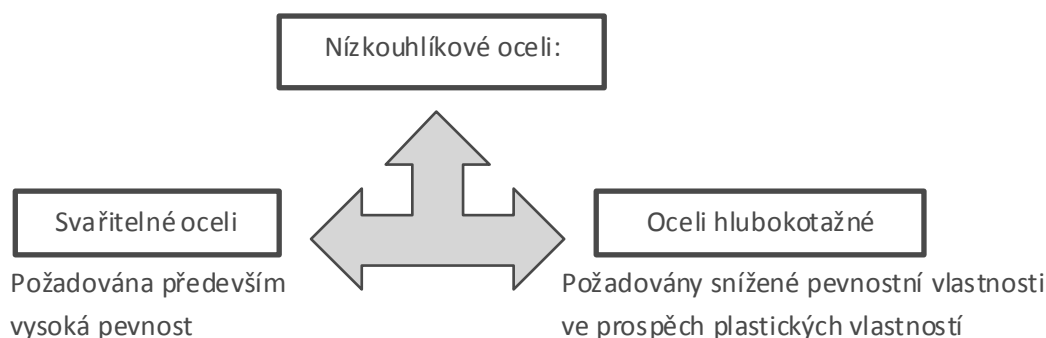 Nízkouhlíkové oceli:
Svařitelné oceli
Oceli hlubokotažné
Požadována především
vysoká pevnost
Požadovány snížené pevnostní vlastnosti
ve prospěch plastických vlastností